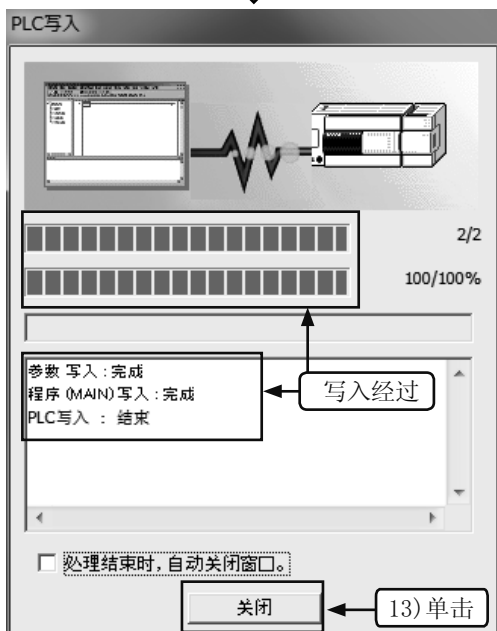 PLC写入
2/2
100/100%
参数 写入 : 完成
程序 (MAIN) 写入 : 完成
PLC写入 : 结束
写入经过
处理结束时, 自动关闭窗口。
关闭
13)单击